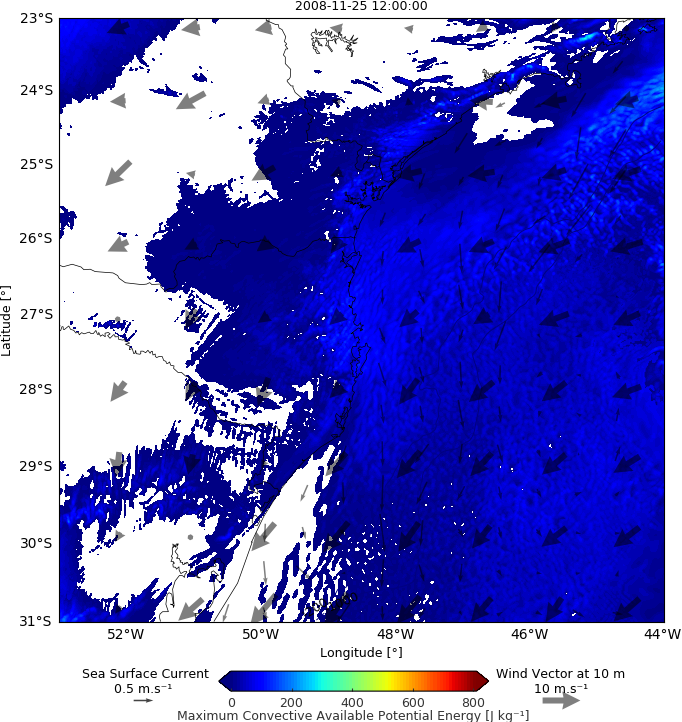 2008-11-25 12:00:00
23°S
24°S
25°S
26°S
27°S
28°S
29°S
30°S
31°S
Latitude [°]
52°W
50°W
48°W
46°W
44°W
Longitude [°]
Sea Surface Current
0.5 m.s⁻¹
Wind Vector at 10 m
10 m.s⁻¹
0
200
400
600
800
Maximum Convective Available Potential Energy [J kg⁻¹]